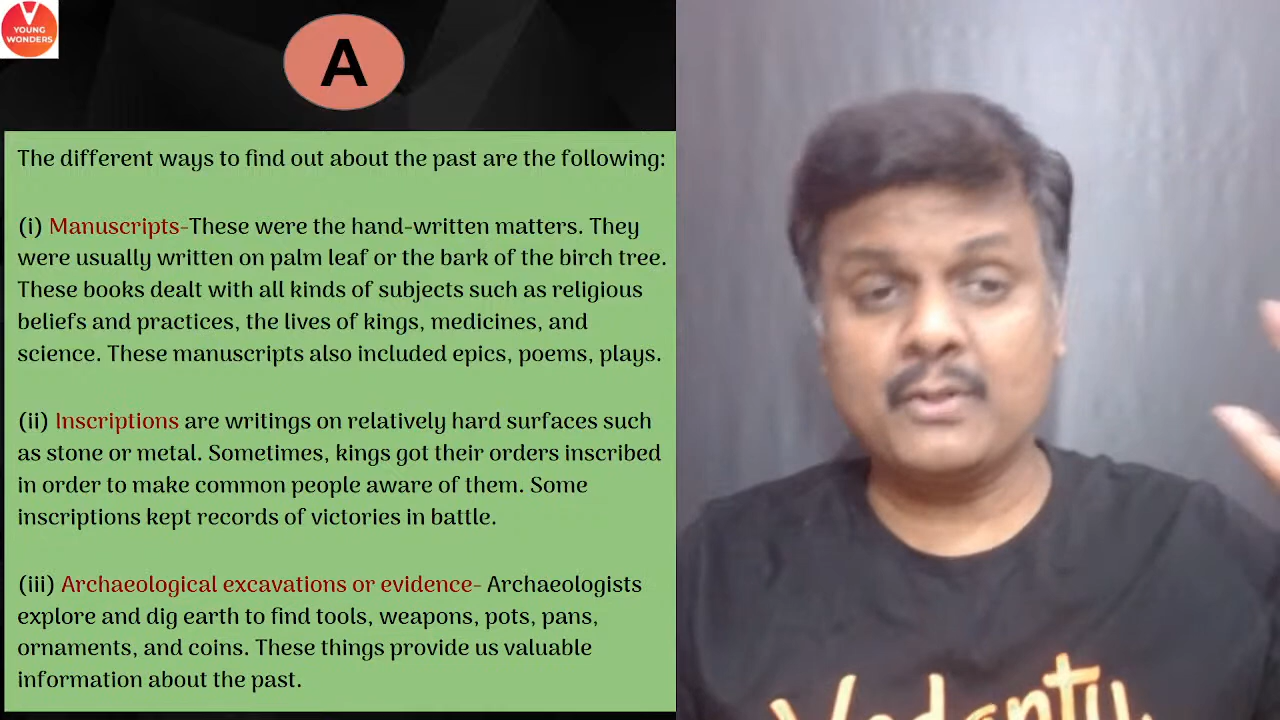 YOUNG
WONDERS
A
The different ways to find out about the past are the following:
(i) Manuscripts-These were the hand-written matters. They
were usually written on palm leaf or the bark of the birch tree.
These books dealt with all kinds of subjects such as religious
beliefs and practices, the lives of kings, medicines, and
science. These manuscripts also included epics, poems, plays.
(ii) Inscriptions are writings on relatively hard surfaces such
as stone or metal. Sometimes, kings got their orders inscribed
in order to make common people aware of them. Some
inscriptions kept records of victories in battle.
(iii) Archaeological excavations or evidence- Archaeologists
explore and dig earth to find tools, weapons, pots, pans,
ornaments, and coins. These things provide us valuable
information about the past.
Vedantu